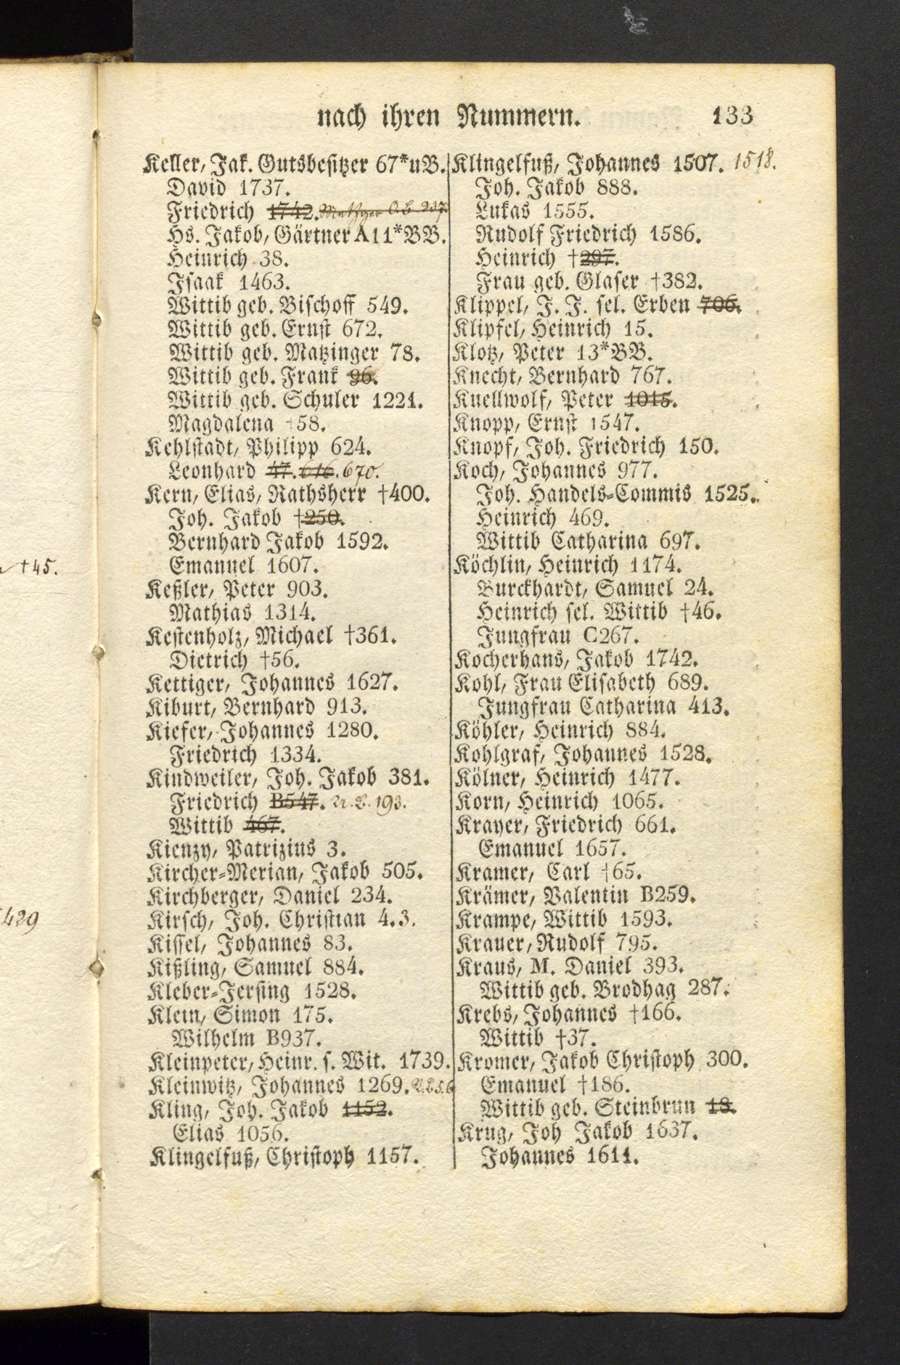 nach ihren Nummern. 133
Keller, Jak. Gutsbesitzer 67*uB.
David 1737.
Friedrich 1742.
Hs. Jakob, Gärtner A11*BB.
Heinrich 38.
Isaak 1463.
Wittib geb. Bischoff 549.
Wittib geb. Ernst 672.
Wittib geb. Matzinger 78.
Wittib geb. Frank 96.
Wittib geb. Schuler 1221.
Magdalena †58.
Kehlstadt, Philipp 624.
Leonhard 47. 646. 670.
Kern, Elias, Rathsherr †400.
Joh. Jakob †250.
Bernhard Jakob 1592.
Emanuel 1607.
Keßler, Peter 903.
Mathias 1314.
Kestenholz, Michael †361.
Dietrich †56.
Kettiger, Johannes 1627.
Kiburt, Bernhard 913.
Kiefer, Johannes 1280.
Friedrich 1334.
Kindweiler, Joh. Jakob 381.
Friedrich B547. 193.
Wittib 467.
Kienzy, Patrizius 3.
Kircher-Merian, Jakob 505.
Kirchberger, Daniel 234.
Kirsch, Joh. Christian 4.3.
Kissel, Johannes 83.
Kißling, Samuel 884.
Kleber-Jersing 1528.
Klein, Simon 175.
Wilhelm B937.
Kleinpeter, Heinr. s. Wit. 1739.
Kleinwitz, Johannes 1269.
Kling, Joh. Jakob 1152.
Elias 1056.
Klingelfuß, Christoph 1157.
Klingelfuß, Johannes 1507. 1518.
Joh. Jakob 888.
Lukas 1555.
Rudolf Friedrich 1586.
Heinrich †297.
Frau geb. Glaser †382.
Klippel, J. J. sel. Erben 706.
Klipfel, Heinrich 15.
Klotz, Peter 13*BB.
Knecht, Bernhard 767.
Knellwolf, Peter 1015.
Knopp, Ernst 1547.
Knopf, Joh. Friedrich 150.
Koch, Johannes 977.
Joh. Handels-Commis 1525.
Heinrich 469.
Wittib Catharina 697.
Köchlin, Heinrich 1174.
Burckhardt, Samuel 24.
Heinrich sel. Wittib †46.
Jungfrau C267.
Kocherhans, Jakob 1742.
Kohl, Frau Elisabeth 689.
Jungfrau Catharina 413.
Köhler, Heinrich 884.
Kohlgraf, Johannes 1528.
Kölner, Heinrich 1477.
Korn, Heinrich 1065.
Krayer, Friedrich 661.
Emanuel 1657.
Kramer, Carl †65.
Krämer, Valentin B259.
Krampe, Wittib 1593.
Krauer, Rudolf 795.
Kraus, M. Daniel 393.
Wittib geb. Brodhag 287.
Krebs, Johannes †166.
Wittib †37.
Kromer, Jakob Christoph 300.
Emanuel †186.
Wittib geb. Steinbrun 18.
Krug, Joh Jakob 1637.
Johannes 1611.
†45.
429